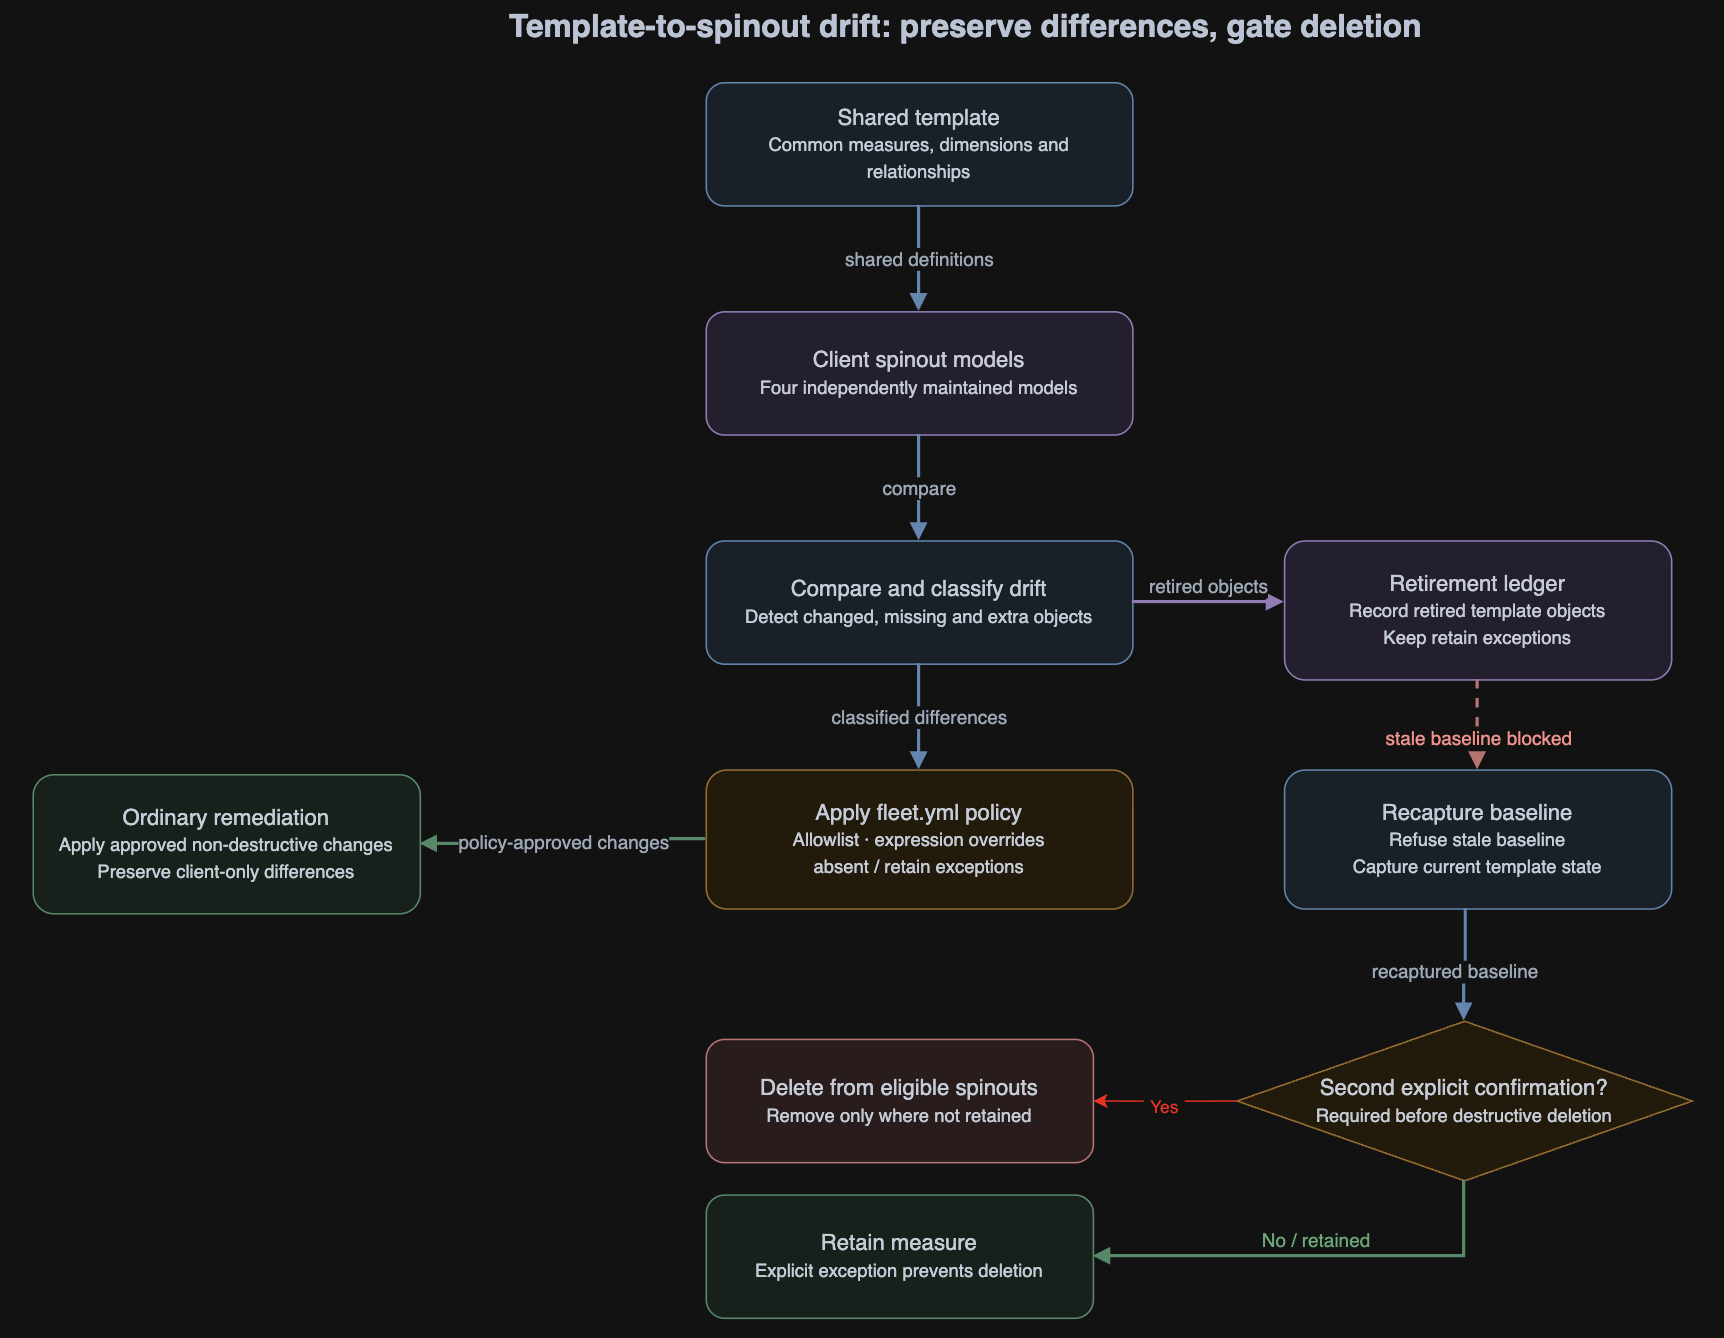 Template-to-spinout drift: preserve differences, gate deletion
Shared template
Common measures, dimensions and
relationships
shared definitions
Client spinout models
Four independently maintained models
compare
Compare and classify drift
Detect changed, missing and extra objects
retired objects
Retirement ledger
Record retired template objects
Keep retain exceptions
classified differences
stale baseline blocked
Ordinary remediation
Apply approved non-destructive changes
Preserve client-only differences
policy-approved changes
Apply fleet.yml policy
Allowlist · expression overrides
absent / retain exceptions
Recapture baseline
Refuse stale baseline
Capture current template state
recaptured baseline
Delete from eligible spinouts
Remove only where not retained
Yes
Second explicit confirmation?
Required before destructive deletion
Retain measure
Explicit exception prevents deletion
No / retained